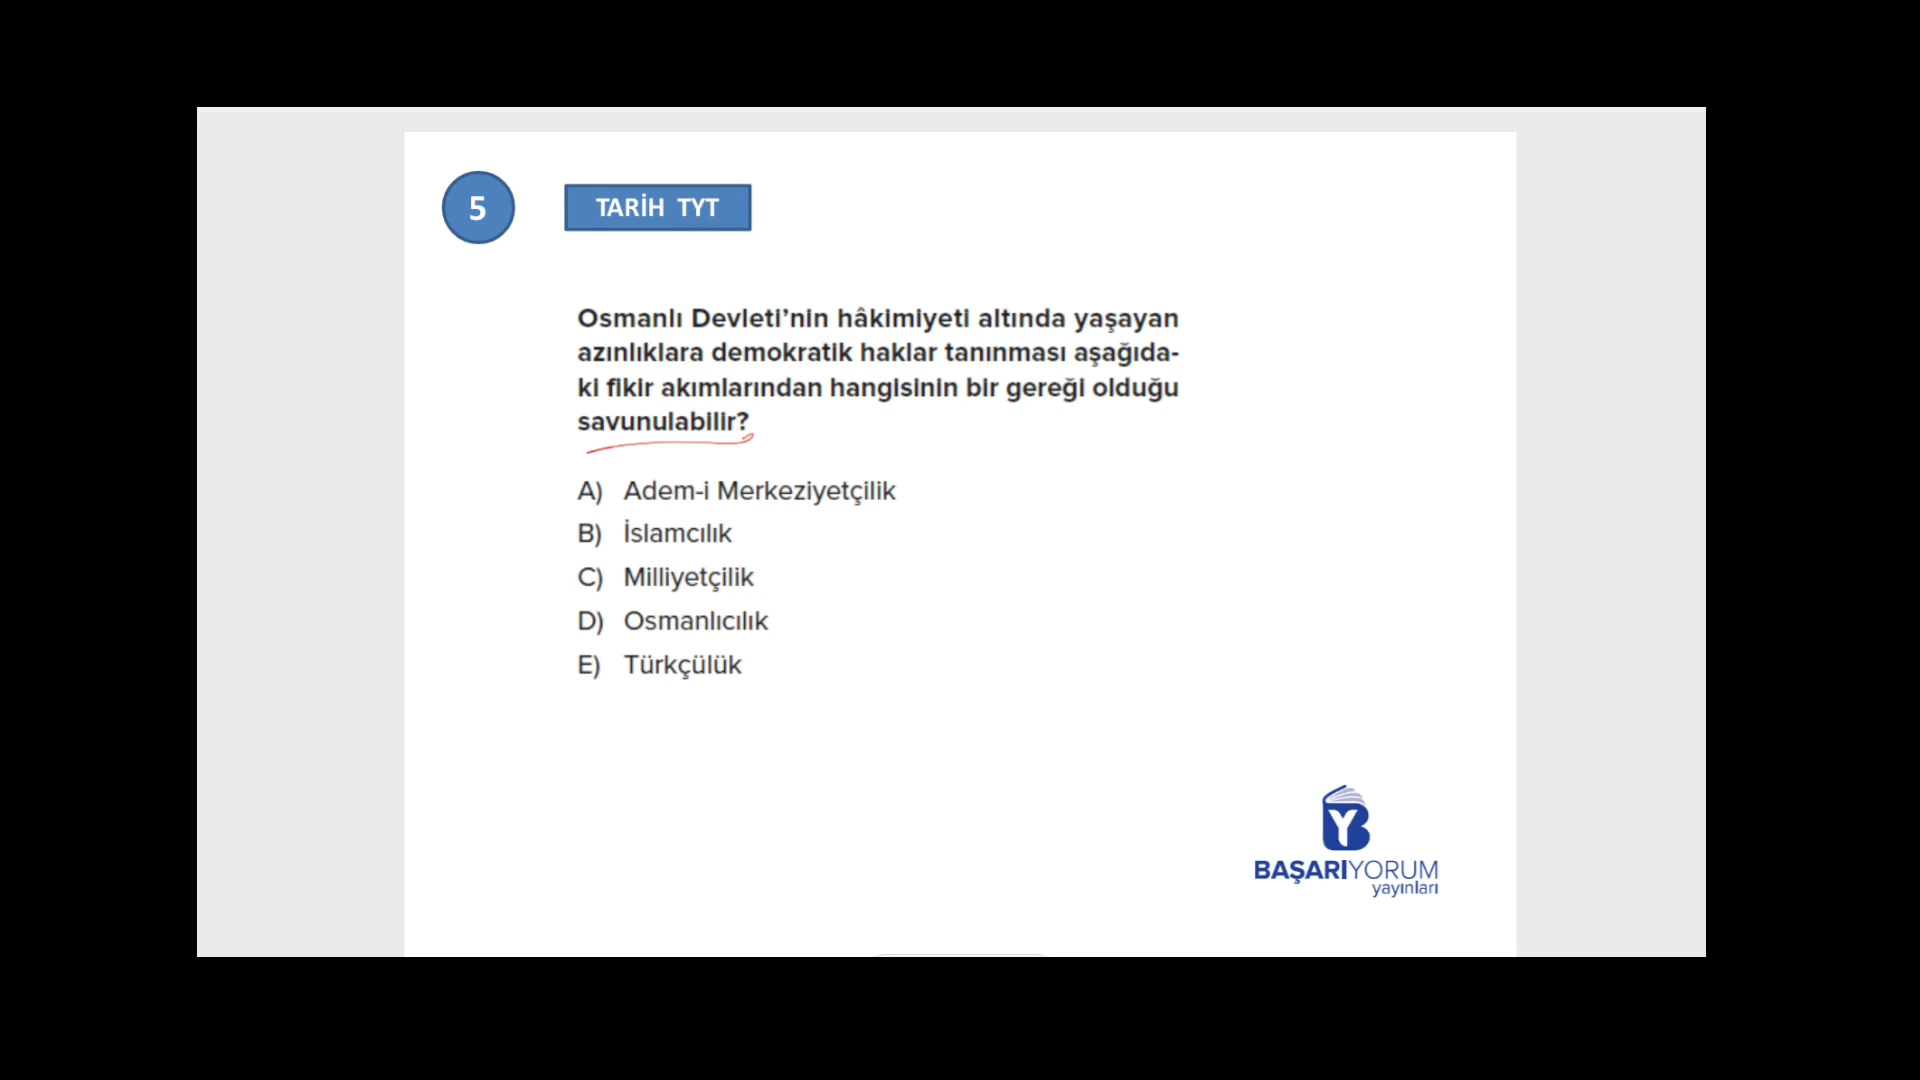 5
TARİH TYT
Osmanlı Devleti’nin hâkimiyeti altında yaşayan
azınlıklara demokratik haklar tanınması aşağıda-
ki fikir akımlarından hangisinin bir gereği olduğu
savunulabilir?
A) Adem-i Merkeziyetçilik
B) İslamcılık
C) Milliyetçilik
D) Osmanlıcılık
E) Türkçülük
BAŞARIYORUM
yayınları